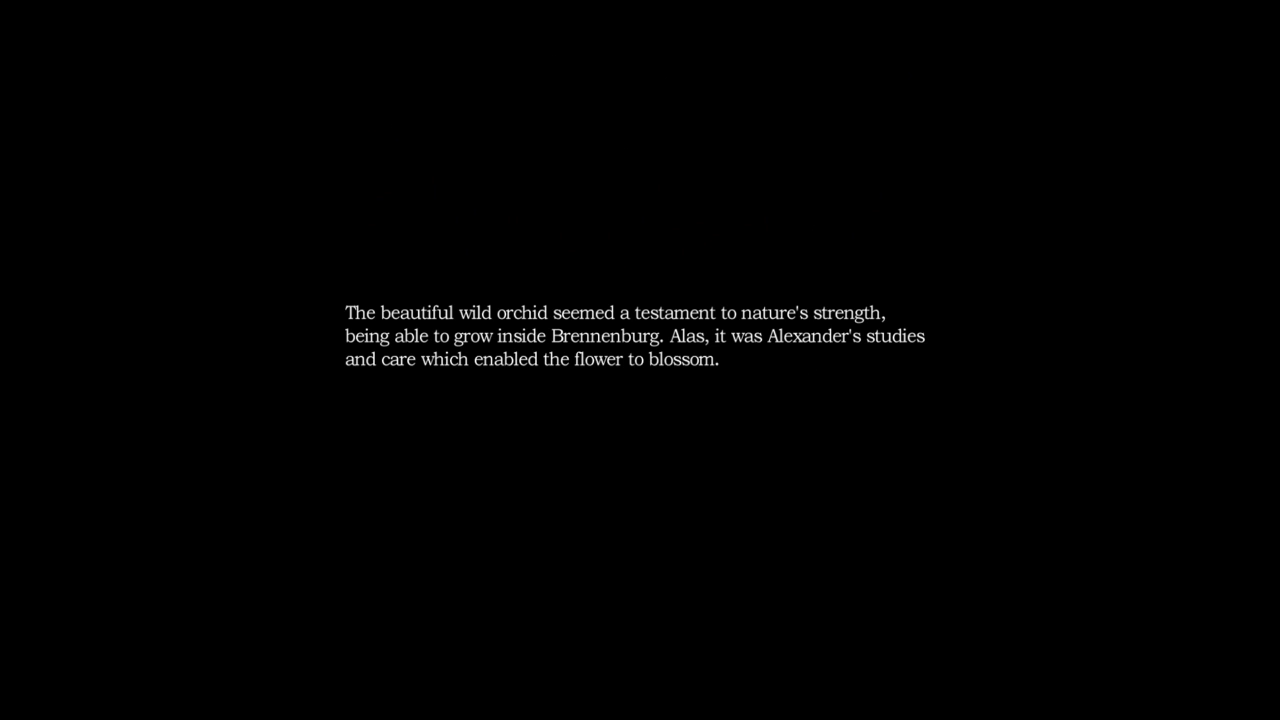 The beautiful wild orchid seemed a testament to nature's strength,
being able to grow inside Brennenburg. Alas, it was Alexander's studies
and care which enabled the flower to blossom.